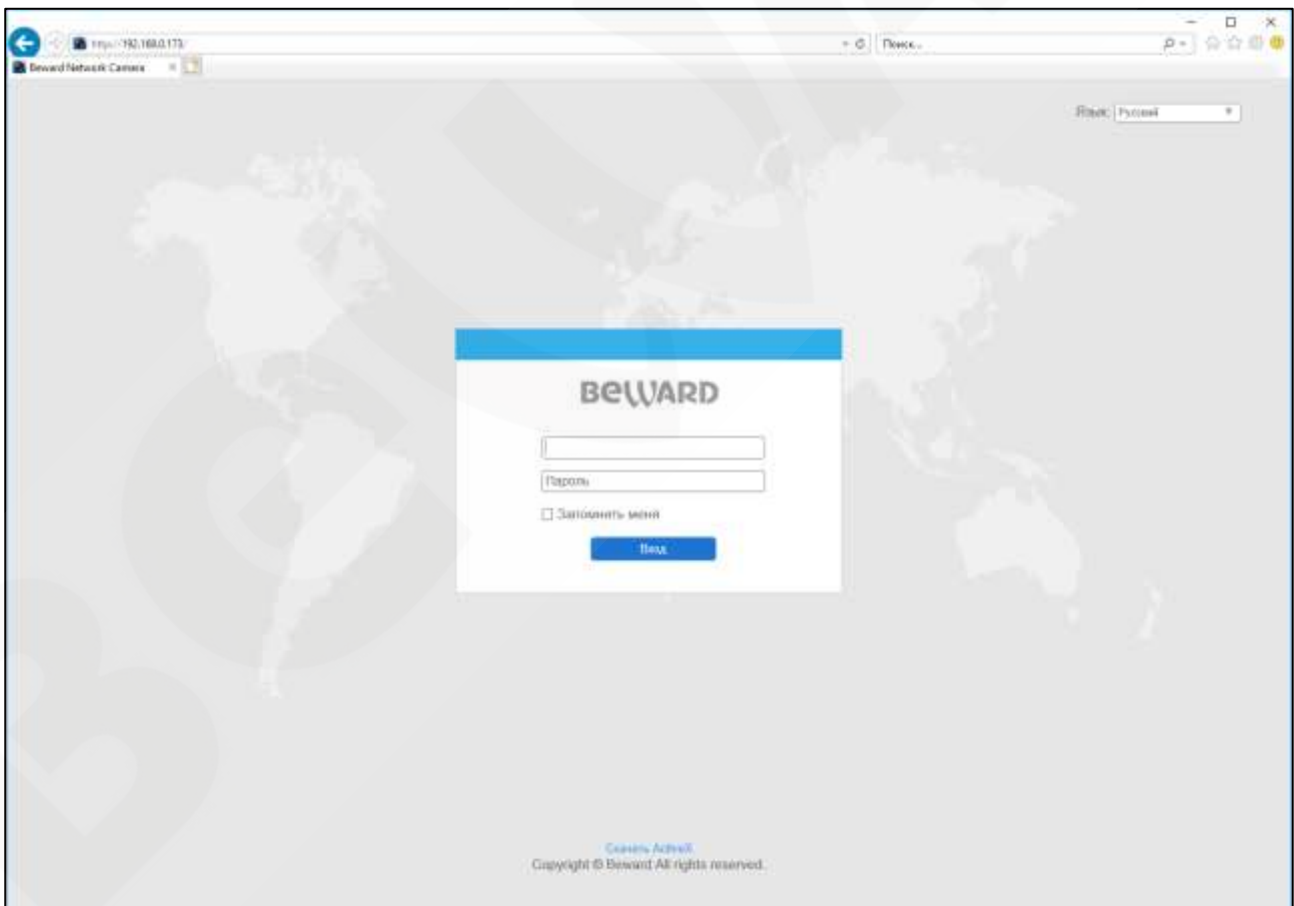 http://192.168.0.173/
Поиск...
Beward Network Camera
Язык: Русский
BEWARD
Пароль
Запомнить меня
Вход
Скачать ActiveX
Copyright © Beward All rights reserved.